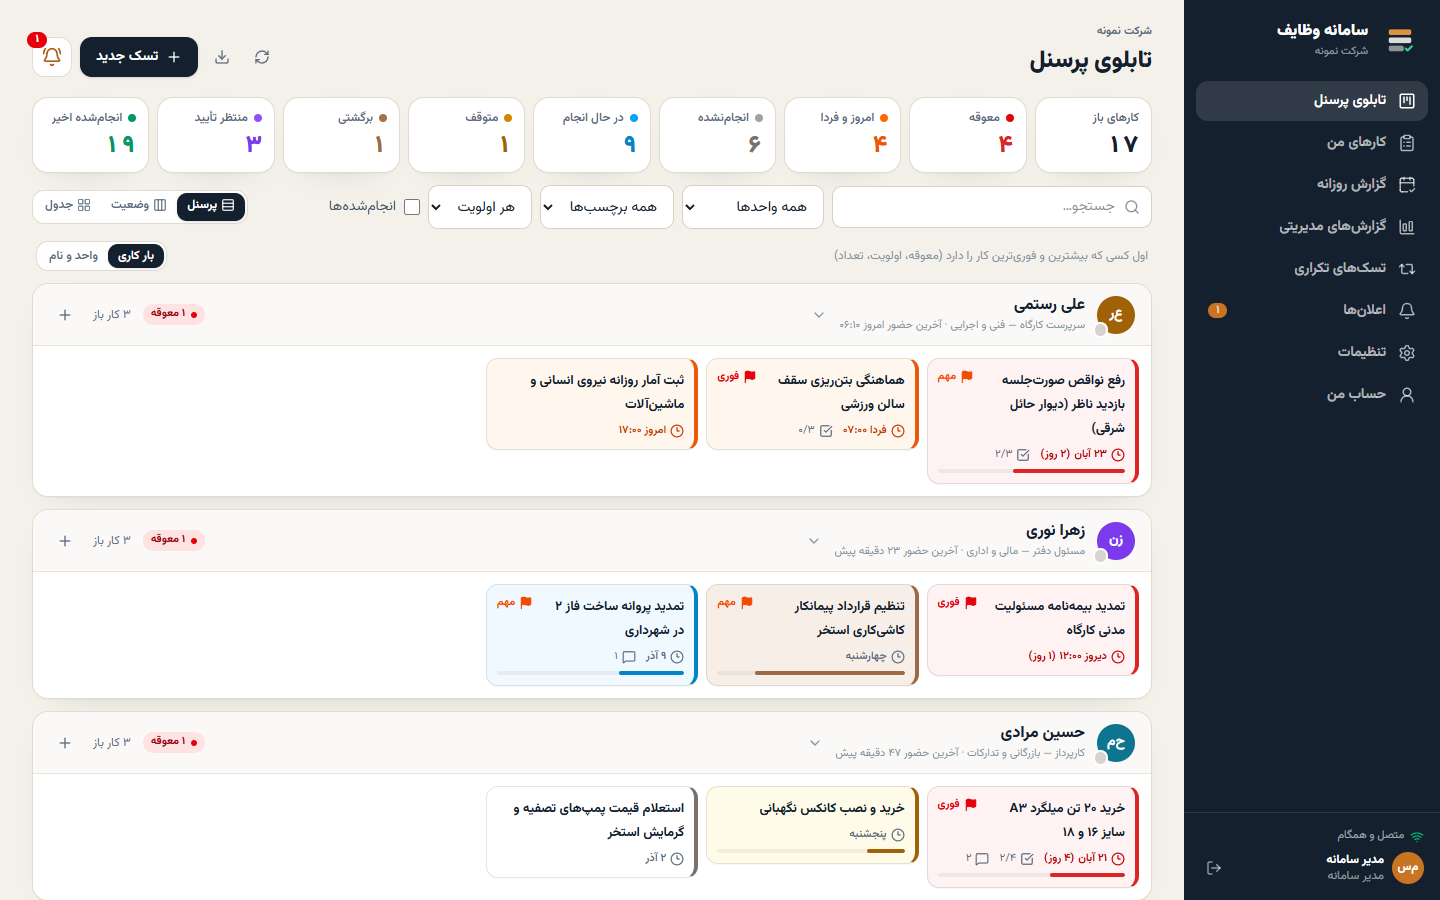 سامانه وظایف
شرکت نمونه
تابلوی پرسنل
کارهای من
گزارش روزانه
گزارش‌های مدیریتی
تسک‌های تکراری
اعلان‌ها
۱
تنظیمات
حساب من
متصل و همگام
م‌س
مدیر سامانه
مدیر سامانه
شرکت نمونه
تابلوی پرسنل
تسک جدید
۱
کارهای باز
۱۷
معوقه
۴
امروز و فردا
۴
انجام‌نشده
۶
در حال انجام
۹
متوقف
۱
برگشتی
۱
منتظر تأیید
۳
انجام‌شده اخیر
۱۹
جستجو...
همه واحدها
همه برچسب‌ها
هر اولویت
انجام‌شده‌ها
پرسنل
وضعیت
جدول
اول کسی که بیشترین و فوری‌ترین کار را دارد (معوقه، اولویت، تعداد)
بار کاری
واحد و نام
ع‌ر
علی رستمی
سرپرست کارگاه — فنی و اجرایی · آخرین حضور امروز ۰۶:۱۰
۱ معوقه
۳ کار باز
رفع نواقص صورت‌جلسه
بازدید ناظر (دیوار حائل
شرقی)
مهم
۲۳ آبان (۲ روز)
۲/۳
هماهنگی بتن‌ریزی سقف
سالن ورزشی
فوری
فردا ۰۷:۰۰
۰/۳
ثبت آمار روزانه نیروی انسانی و
ماشین‌آلات
امروز ۱۷:۰۰
ز‌ن
زهرا نوری
مسئول دفتر — مالی و اداری · آخرین حضور ۲۳ دقیقه پیش
۱ معوقه
۳ کار باز
تمدید بیمه‌نامه مسئولیت
مدنی کارگاه
فوری
دیروز ۱۲:۰۰ (۱ روز)
تنظیم قرارداد پیمانکار
کاشی‌کاری استخر
مهم
چهارشنبه
تمدید پروانه ساخت فاز ۲
در شهرداری
مهم
۹ آذر
۱
ح‌م
حسین مرادی
کارپرداز — بازرگانی و تدارکات · آخرین حضور ۴۷ دقیقه پیش
۱ معوقه
۳ کار باز
خرید ۲۰ تن میلگرد A۳
سایز ۱۶ و ۱۸
فوری
۲۱ آبان (۴ روز)
۲/۴
۲
خرید و نصب کانکس نگهبانی
پنجشنبه
استعلام قیمت پمپ‌های تصفیه و
گرمایش استخر
۲ آذر